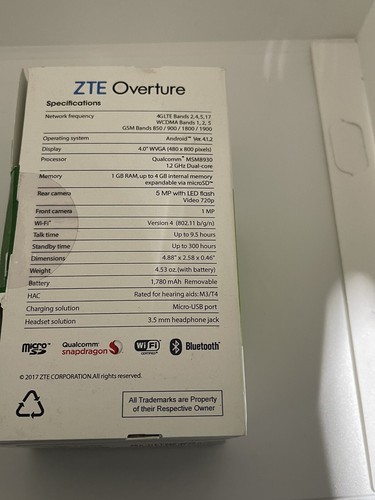 ZTE Overture
Specifications
Network frequency 4GLTE Bands 2,4,5,17
WCDMA Bands 1, 2, 5
GSM Bands 850 / 900 / 1800 / 1900
Operating system Android™ Ver. 4.1.2
Display 4.0" WVGA (480 x 800 pixels)
Processor Qualcomm® MSM8930
1.2 GHz Dual-core
Memory 1 GB RAM, up to 4 GB internal memory
expandable via microSD™
Rear camera 5 MP with LED flash
Video 720p
Front camera 1 MP
Wi-Fi® Version 4 (802.11 b/g/n)
Talk time Up to 9.5 hours
Standby time Up to 300 hours
Dimensions 4.88" x 2.58 x 0.46"
Weight 4.53 oz.(with battery)
Battery 1,780 mAh Removable
HAC Rated for hearing aids: M3/T4
Charging solution Micro-USB port
Headset solution 3.5 mm headphone jack
micro SD Qualcomm snapdragon Wi Fi Bluetooth®
© 2017 ZTE CORPORATION. All rights reserved.
All Trademarks are Property
of their Respective Owner